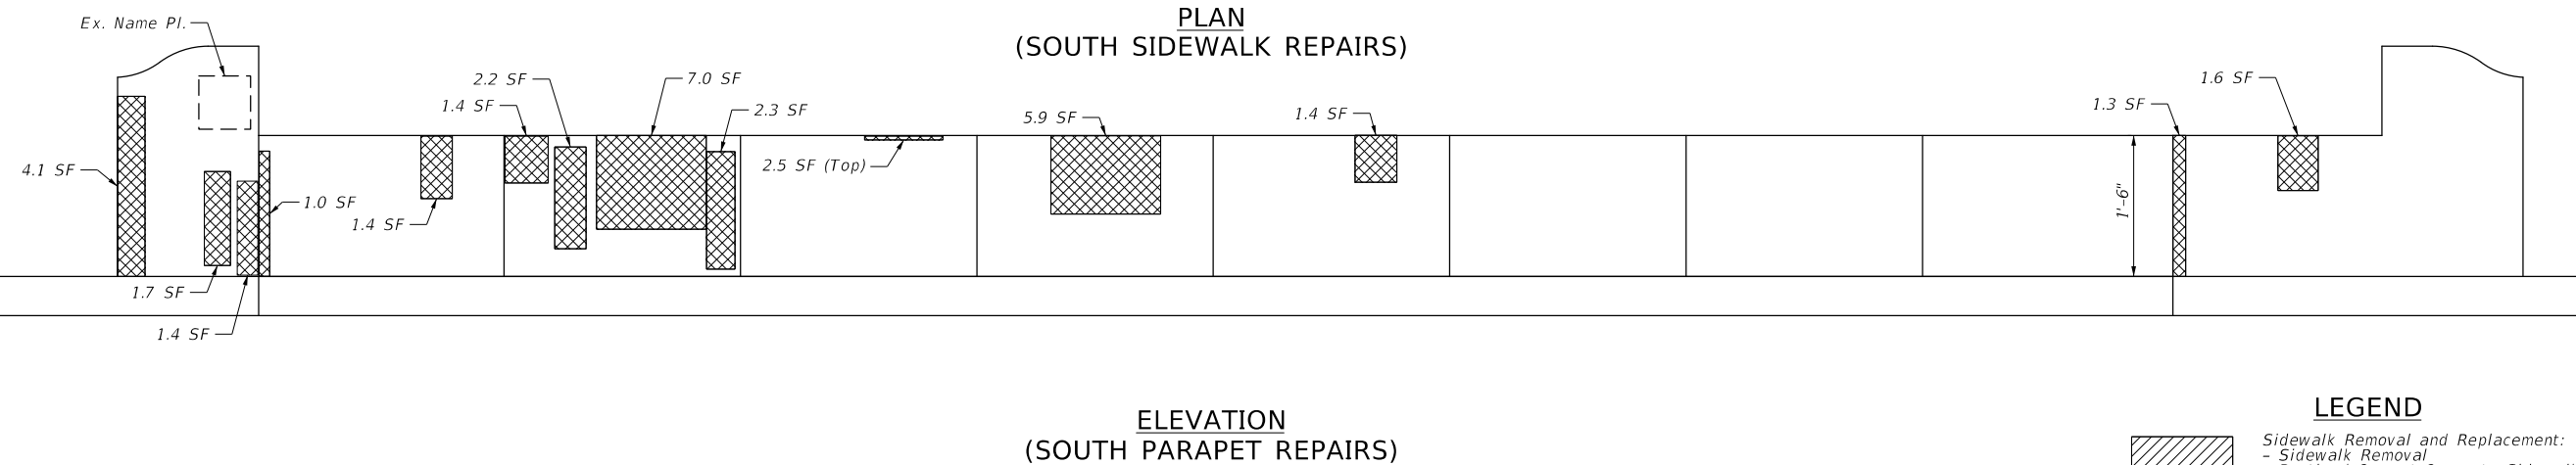 PLAN
(SOUTH SIDEWALK REPAIRS)
Ex. Name Pl.
2.2 SF
7.0 SF
1.6 SF
1.4 SF
2.3 SF
5.9 SF
1.4 SF
1.3 SF
4.1 SF
2.5 SF (Top)
1.0 SF
1.4 SF
1'-6"
1.7 SF
1.4 SF
ELEVATION
(SOUTH PARAPET REPAIRS)
LEGEND
Sidewalk Removal and Replacement:
- Sidewalk Removal